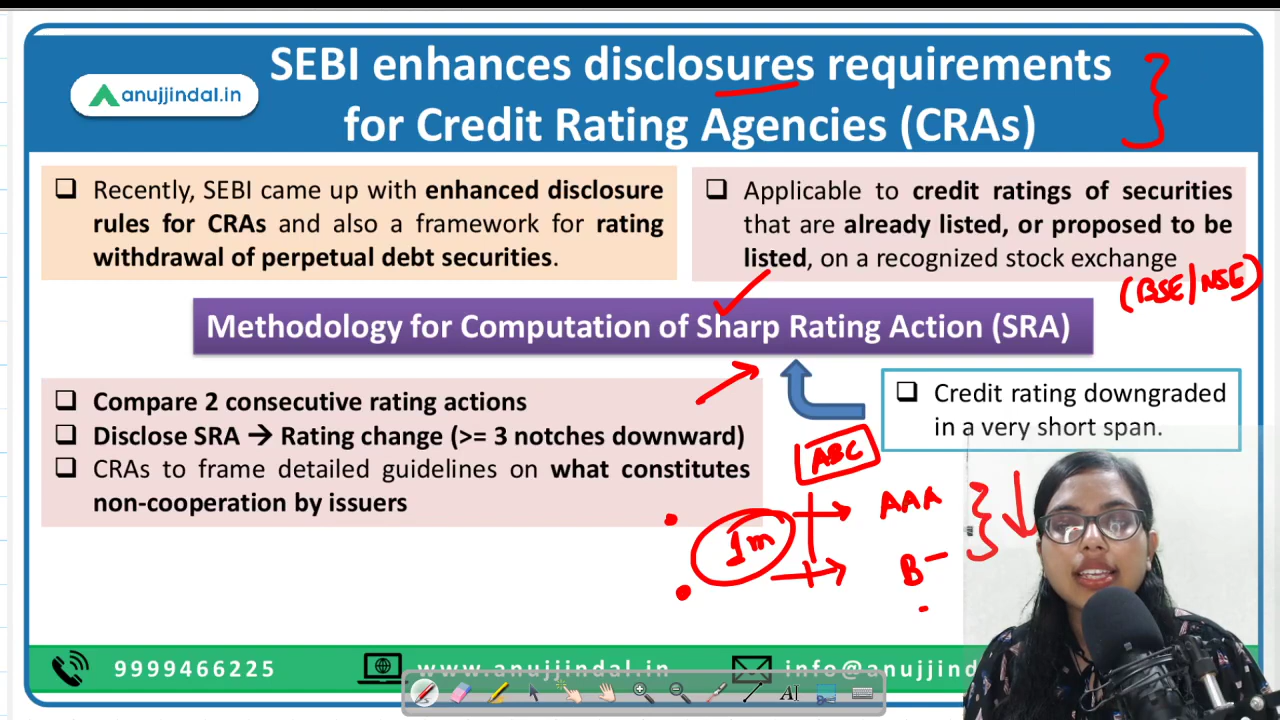 SEBI enhances disclosures requirements
for Credit Rating Agencies (CRAs)
anujjindal.in
Recently, SEBI came up with enhanced disclosure
rules for CRAs and also a framework for rating
withdrawal of perpetual debt securities.
Applicable to credit ratings of securities
that are already listed, or proposed to be
listed, on a recognized stock exchange
(BSE/NSE)
Methodology for Computation of Sharp Rating Action (SRA)
Compare 2 consecutive rating actions
Disclose SRA → Rating change (>= 3 notches downward)
CRAs to frame detailed guidelines on what constitutes
non-cooperation by issuers
Credit rating downgraded
in a very short span.
ABC
AAA
1m
B-
9999466225
www.anujjindal.in
info@anujjind
AI